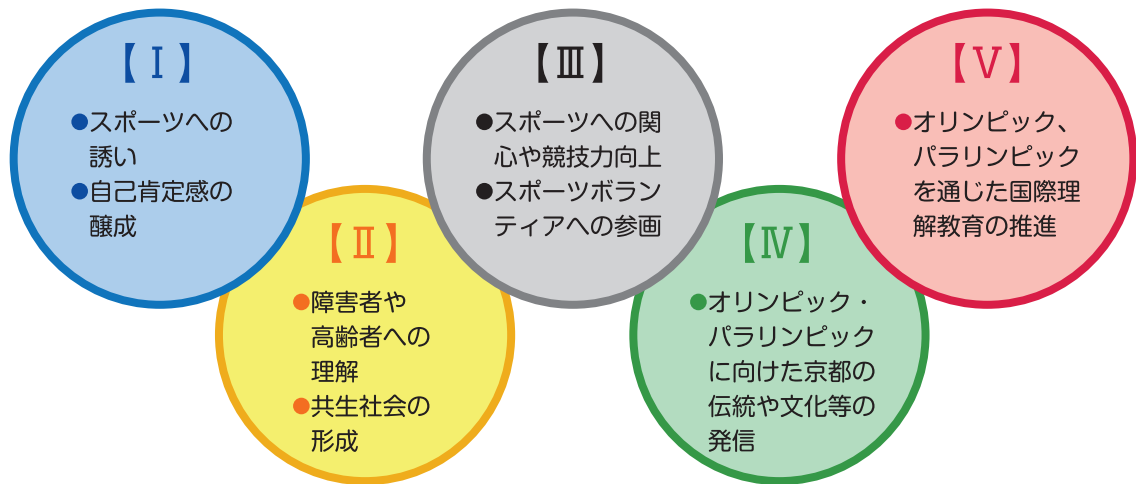 【Ⅰ】
●スポーツへの
誘い
●自己肯定感の
醸成
【Ⅱ】
●障害者や
高齢者への
理解
●共生社会の
形成
【Ⅲ】
●スポーツへの関
心や競技力向上
●スポーツボラン
ティアへの参画
【Ⅳ】
●オリンピック・
パラリンピック
に向けた京都の
伝統や文化等の
発信
【Ⅴ】
●オリンピック、
パラリンピック
を通じた国際理
解教育の推進